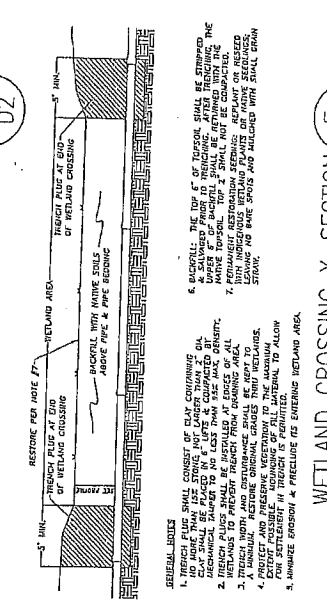 D2
RESTORE PER NOTE #7
5' MIN.
WETLAND AREA
5' MIN.
TRENCH PLUG AT END
OF WETLAND CROSSING
TRENCH PLUG AT END
OF WETLAND CROSSING
BACKFILL WITH NATIVE SOILS
ABOVE PIPE & PIPE BEDDING
SEE PROFILE
GENERAL NOTES
1. TRENCH PLUG SHALL CONSIST OF CLAY CONTAINING
NO MORE THAN 15% STONE, NOT LARGER THAN 2" DIA.
CLAY SHALL BE PLACED IN 6" LIFTS & COMPACTED BY
MECHANICAL TAMPER TO NO LESS THAN 95% MAX. DENSITY.
2. TRENCH PLUGS SHALL BE INSTALLED AT EDGES OF ALL
WETLANDS TO PREVENT TRENCH FROM DRAINING AREA.
3. TRENCH WIDTH AND DISTURBANCE SHALL BE KEPT TO
A MINIMUM. RESTORE ORIGINAL GRADES THRU WETLANDS.
4. PROTECT AND PRESERVE VEGETATION TO THE MAXIMUM
EXTENT POSSIBLE. MOUNDING OF FILL MATERIAL TO ALLOW
FOR SETTLEMENT IN TRENCH IS PERMITTED.
5. MINIMIZE EROSION & PRECLUDE ITS ENTERING WETLAND AREA.
6. BACKFILL: THE TOP 6" OF TOPSOIL SHALL BE STRIPPED
& SALVAGED PRIOR TO TRENCHING. AFTER TRENCHING, THE
UPPER 6" OF BACKFILL SHALL BE RETURNED WITH THE
NATIVE TOPSOIL. TOP 2" SHALL NOT BE COMPACTED.
7. PERMANENT RESTORATION SEEDING: REPLANT OR RESEED
WITH INDIGENOUS WETLAND PLANTS OR NATIVE SEEDLINGS;
LEAVING NO BARE SPOTS AND MULCHED WITH SMALL GRAIN
STRAW.
WETLAND CROSSING X-SECTION